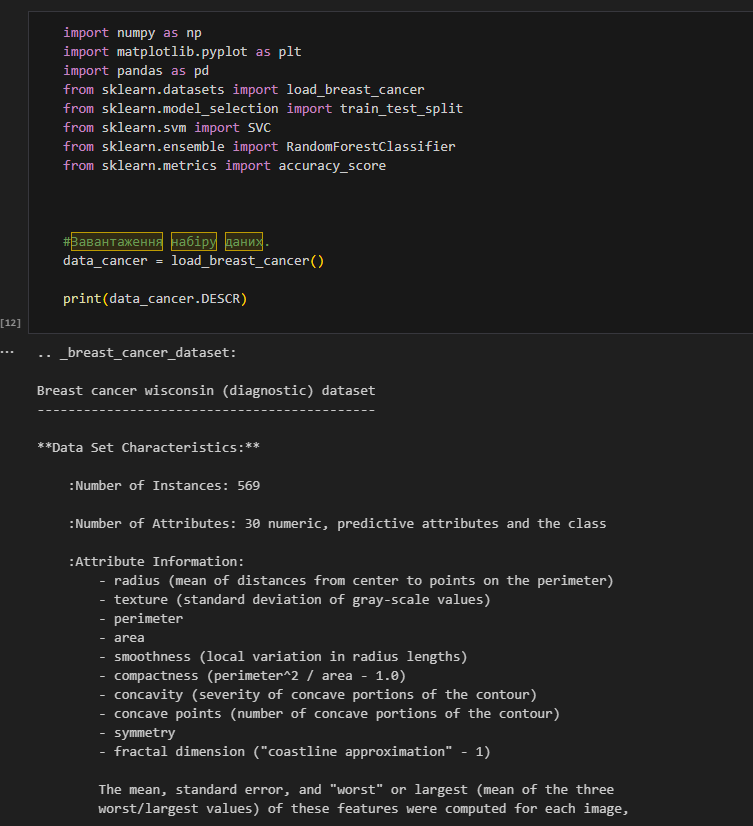 import numpy as np
import matplotlib.pyplot as plt
import pandas as pd
from sklearn.datasets import load_breast_cancer
from sklearn.model_selection import train_test_split
from sklearn.svm import SVC
from sklearn.ensemble import RandomForestClassifier
from sklearn.metrics import accuracy_score
#Завантаження набіру даних.
data_cancer = load_breast_cancer()
print(data_cancer.DESCR)
[12]
... .. _breast_cancer_dataset:
Breast cancer wisconsin (diagnostic) dataset
--------------------------------------------
**Data Set Characteristics:**
:Number of Instances: 569
:Number of Attributes: 30 numeric, predictive attributes and the class
:Attribute Information:
- radius (mean of distances from center to points on the perimeter)
- texture (standard deviation of gray-scale values)
- perimeter
- area
- smoothness (local variation in radius lengths)
- compactness (perimeter^2 / area - 1.0)
- concavity (severity of concave portions of the contour)
- concave points (number of concave portions of the contour)
- symmetry
- fractal dimension ("coastline approximation" - 1)
The mean, standard error, and "worst" or largest (mean of the three
worst/largest values) of these features were computed for each image,